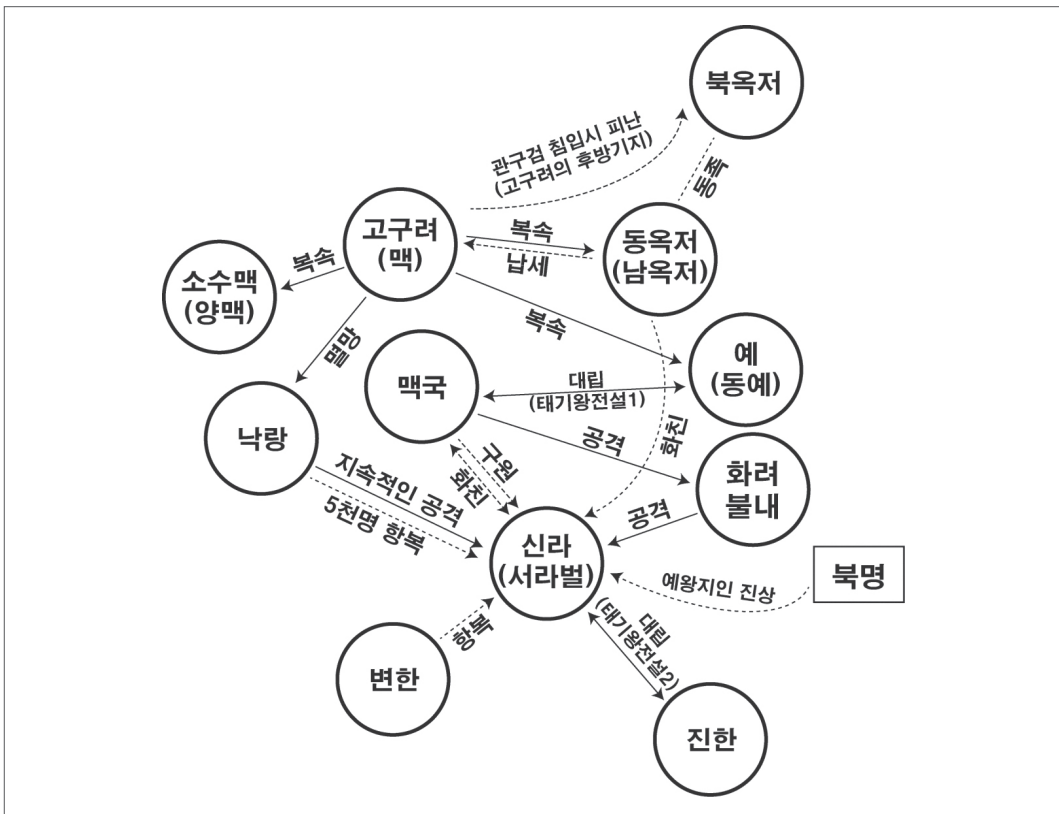 북옥저
관구검 침입시 피난
(고구려의 후방기지)
동족
고구려
(맥)
복속
납세
동옥저
(남옥저)
복속
소수맥
(양맥)
복속
멸망
예
(동예)
맥국
대립
(태기왕전설1)
낙랑
공격
화친
화려
불내
구원
화친
지속적인 공격
5천명 항복
공격
신라
(서라벌)
북명
예왕지인 진상
항복
대립
(태기왕전설2)
변한
진한